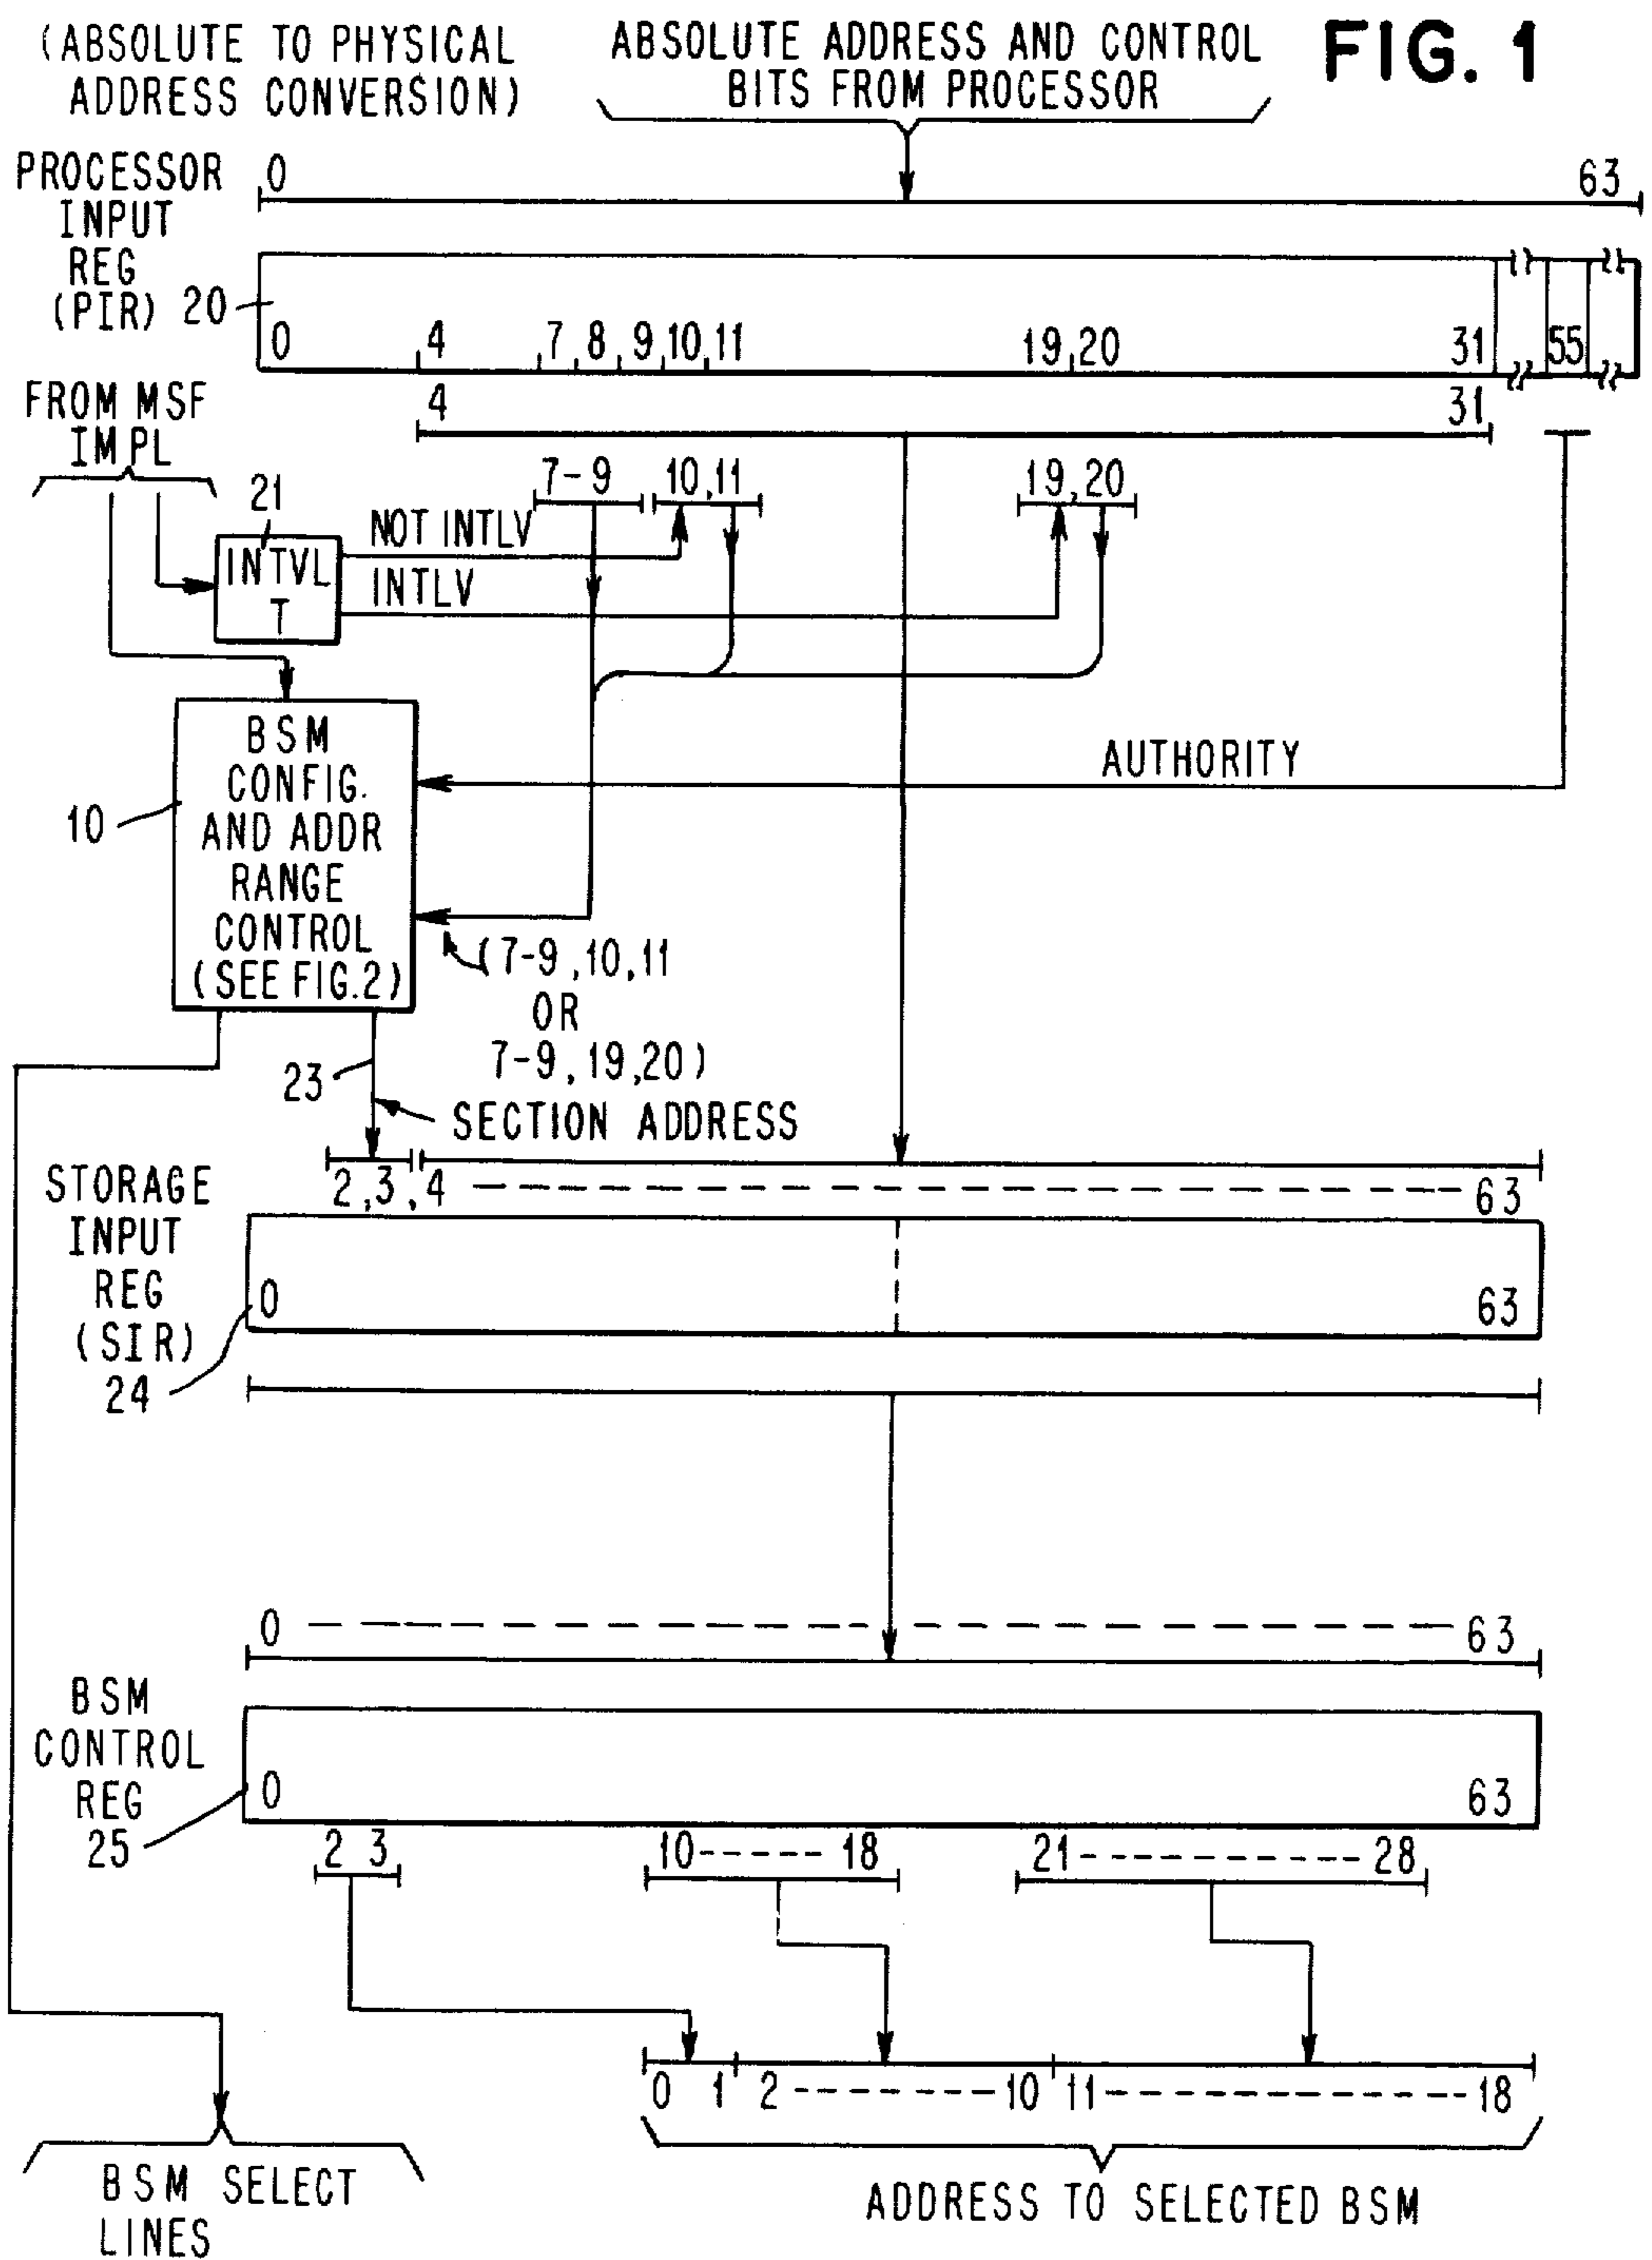 (ABSOLUTE TO PHYSICAL
ADDRESS CONVERSION)
ABSOLUTE ADDRESS AND CONTROL
BITS FROM PROCESSOR
FIG. 1
PROCESSOR
INPUT
REG
(PIR) 20
0 63
0 4 7 8 9 10 11 19,20 31 55
4 31
FROM MSF
IMPL
21
INTVL
T
NOT INTLV
INTLV
7-9 10,11 19,20
BSM
CONFIG.
AND ADDR
RANGE
CONTROL
(SEE FIG.2)
10
AUTHORITY
(7-9,10,11
OR
7-9,19,20)
23
SECTION ADDRESS
2,3,4 ---------------- 63
STORAGE
INPUT
REG
(SIR)
24
0 63
0 ---------------- 63
BSM
CONTROL
REG
25
0 63
2 3 10------18 21-----------28
0 1 2--------10 11--------------18
BSM SELECT
LINES
ADDRESS TO SELECTED BSM